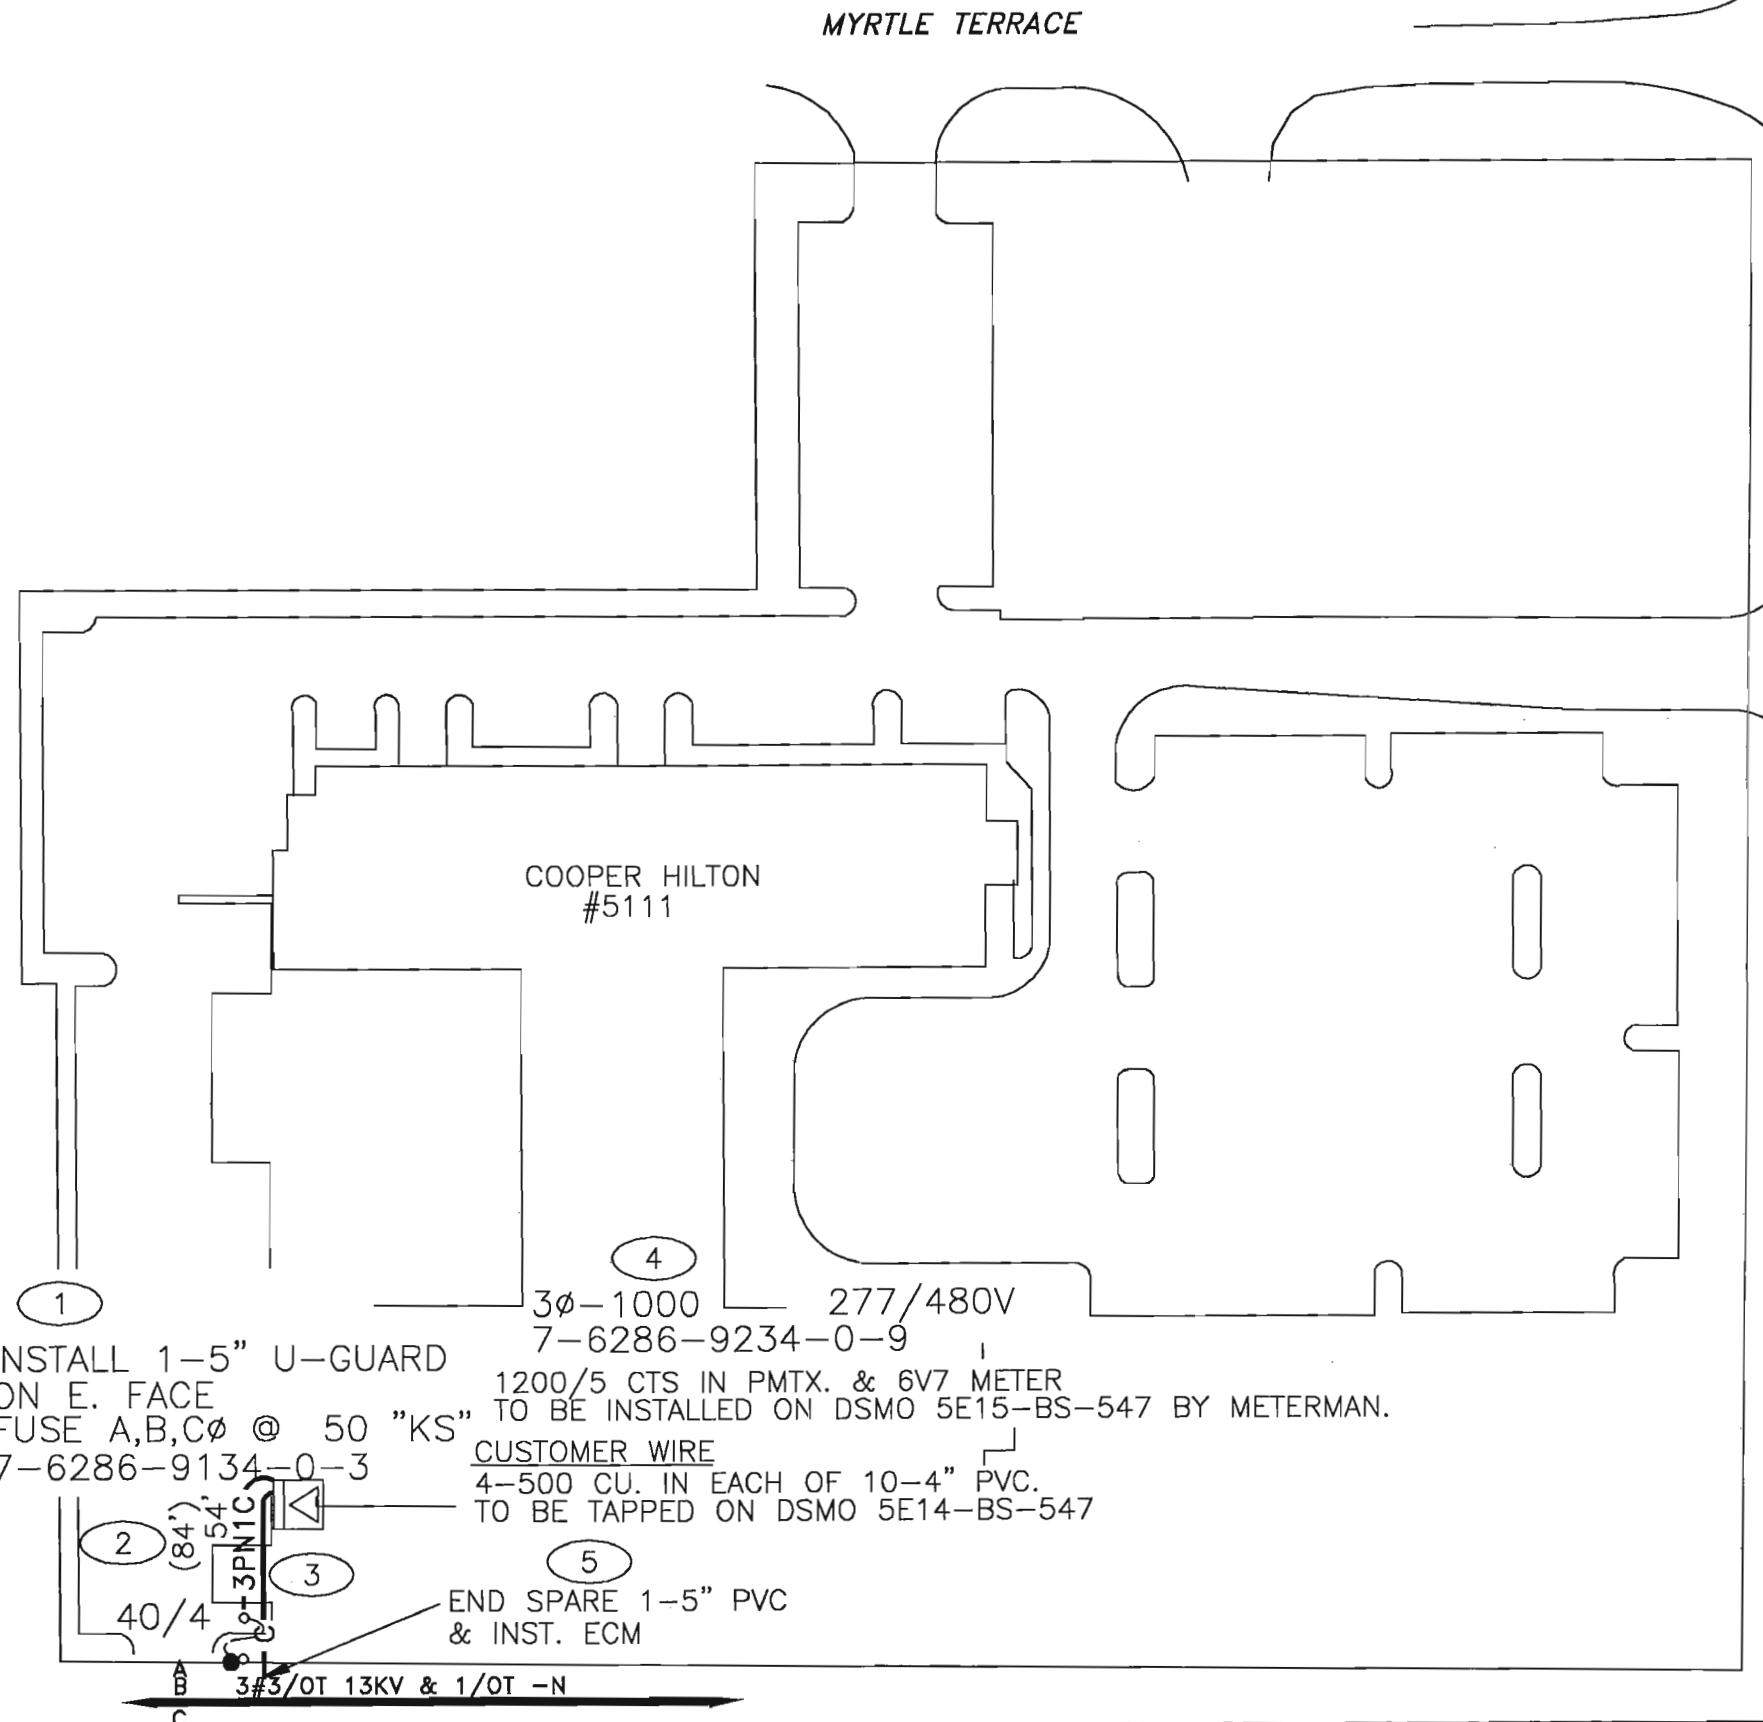 MYRTLE TERRACE
COOPER HILTON
#5111
4
3ø-1000 277/480V
7-6286-9234-0-9
1200/5 CTS IN PMTX. & 6V7 METER
TO BE INSTALLED ON DSMO 5E15-BS-547 BY METERMAN.
CUSTOMER WIRE
4-500 CU. IN EACH OF 10-4" PVC.
TO BE TAPPED ON DSMO 5E14-BS-547
1
NSTALL 1-5" U-GUARD
ON E. FACE
FUSE A,B,Cø @ 50 "KS"
7-6286-9134-0-3
2
(84')
54'
3PN1C
3
40/4
5
END SPARE 1-5" PVC
& INST. ECM
A
B
C
3#3/OT 13KV & 1/OT -N